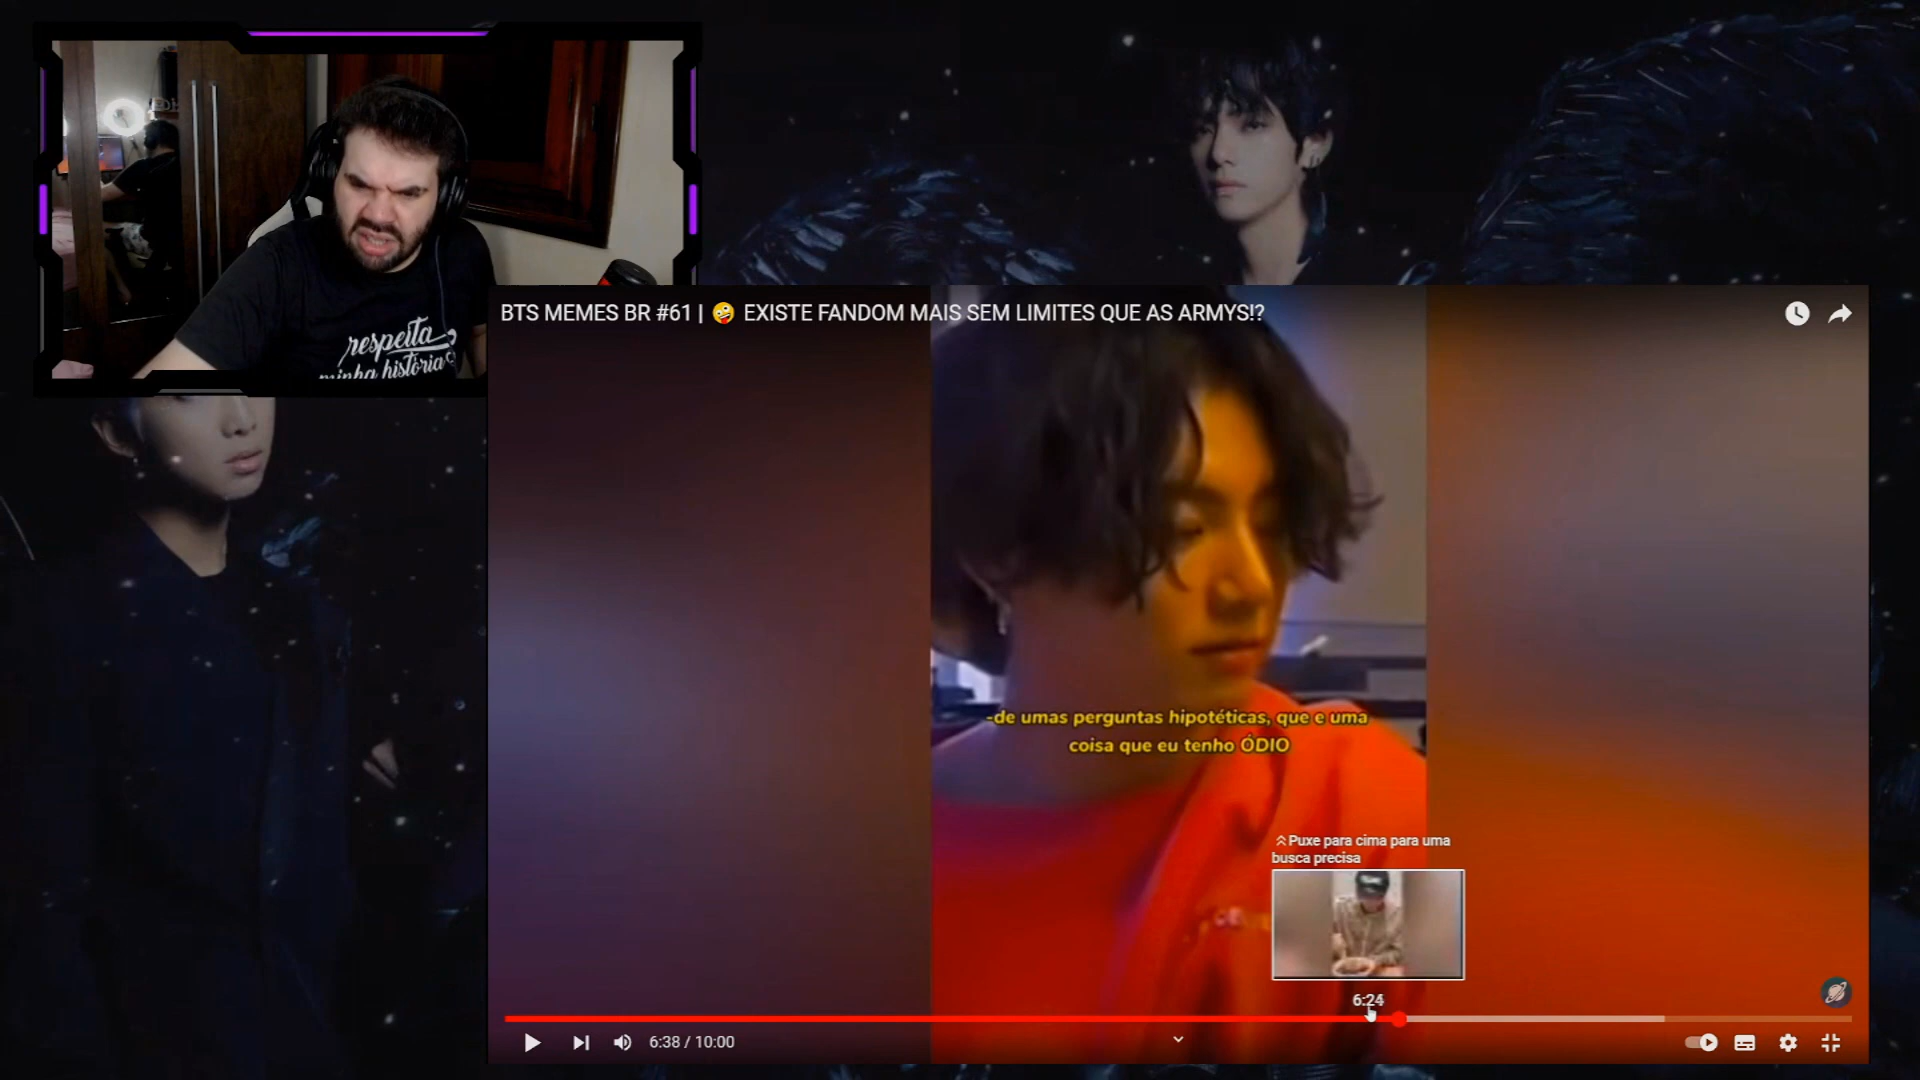 respeita
minha história
BTS MEMES BR #61 | 🤪 EXISTE FANDOM MAIS SEM LIMITES QUE AS ARMYS!?
-de umas perguntas hipotéticas, que e uma
coisa que eu tenho ÓDIO
Puxe para cima para uma
busca precisa
6:24
6:38 / 10:00